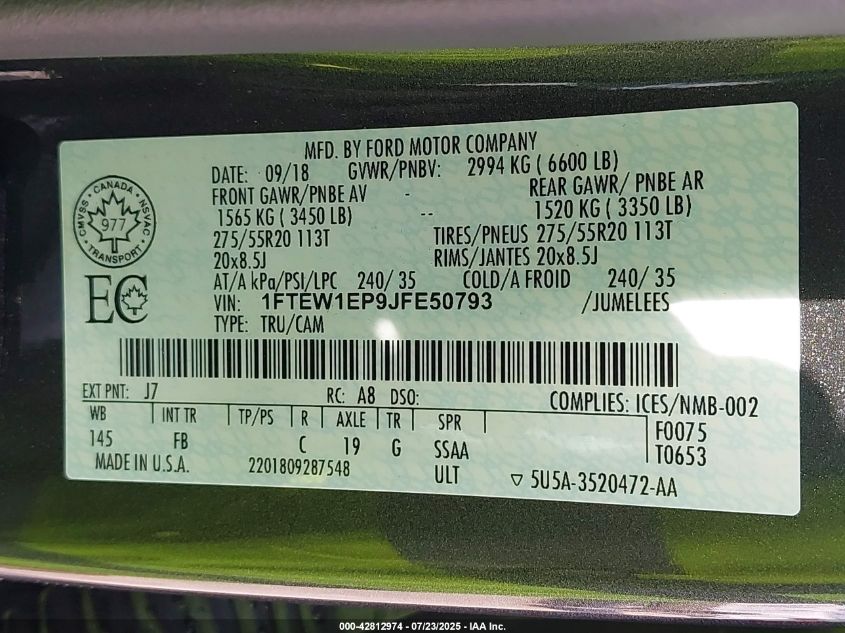 MFD. BY FORD MOTOR COMPANY
DATE: 09/18 GVWR/PNBV: 2994 KG ( 6600 LB)
FRONT GAWR/PNBE AV - REAR GAWR/ PNBE AR
1565 KG ( 3450 LB) -- 1520 KG ( 3350 LB)
275/55R20 113T TIRES/PNEUS 275/55R20 113T
20x8.5J RIMS/JANTES 20x8.5J
AT/A kPa/PSI/LPC 240/ 35 COLD/A FROID 240/ 35
VIN: 1FTEW1EP9JFE50793 /JUMELEES
TYPE: TRU/CAM
CMVSS • CANADA • NSVAC
977
• TRANSPORT •
EC
EXT PNT: J7 RC: A8 DSO: COMPLIES: ICES/NMB-002
WB INT TR TP/PS R AXLE TR SPR F0075
145 FB C 19 G SSAA T0653
MADE IN U.S.A. 2201809287548 ULT ▽ 5U5A-3520472-AA
000-42812974 - 07/23/2025 - IAA Inc.